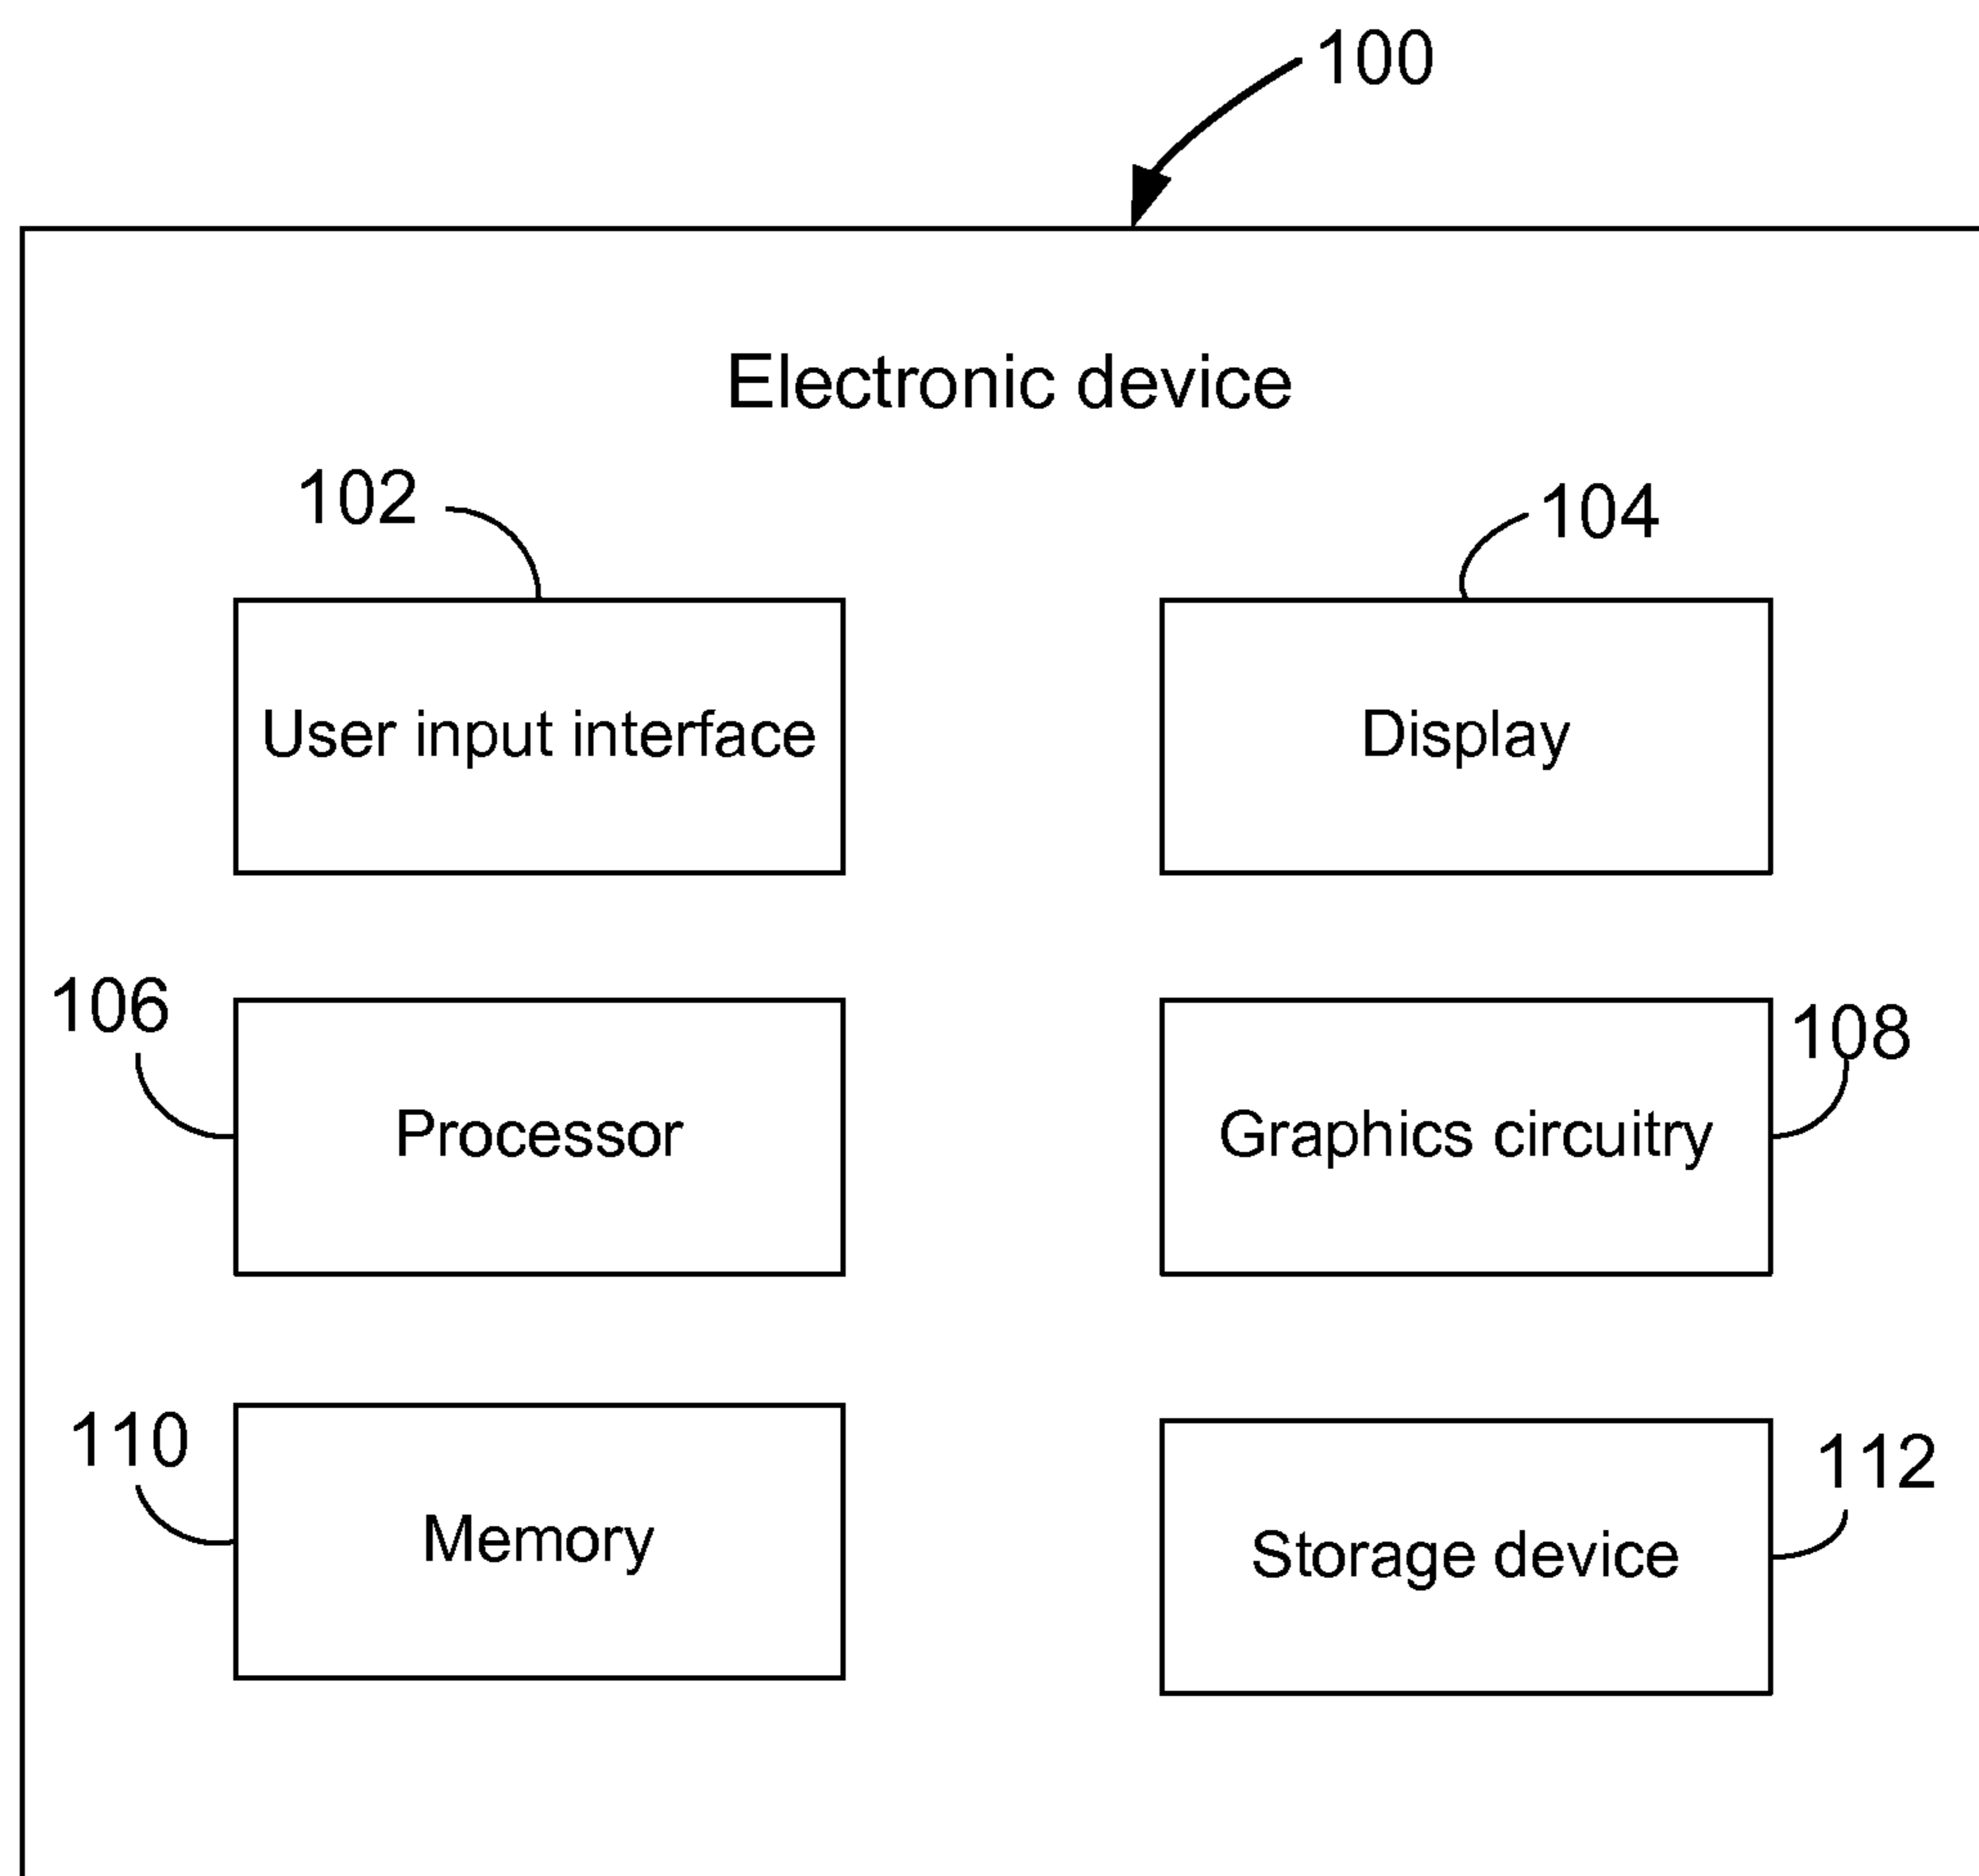 100
Electronic device
102
104
User input interface
Display
106
108
Processor
Graphics circuitry
110
112
Memory
Storage device